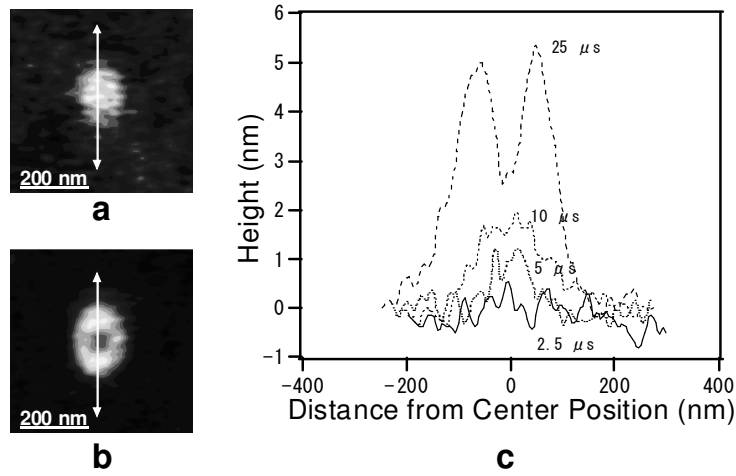 200 nm
a
200 nm
b
6
5
4
3
2
1
0
−1
Height (nm)
25 μs
10 μs
5 μs
2.5 μs
−400
−200
0
200
400
Distance from Center Position (nm)
c